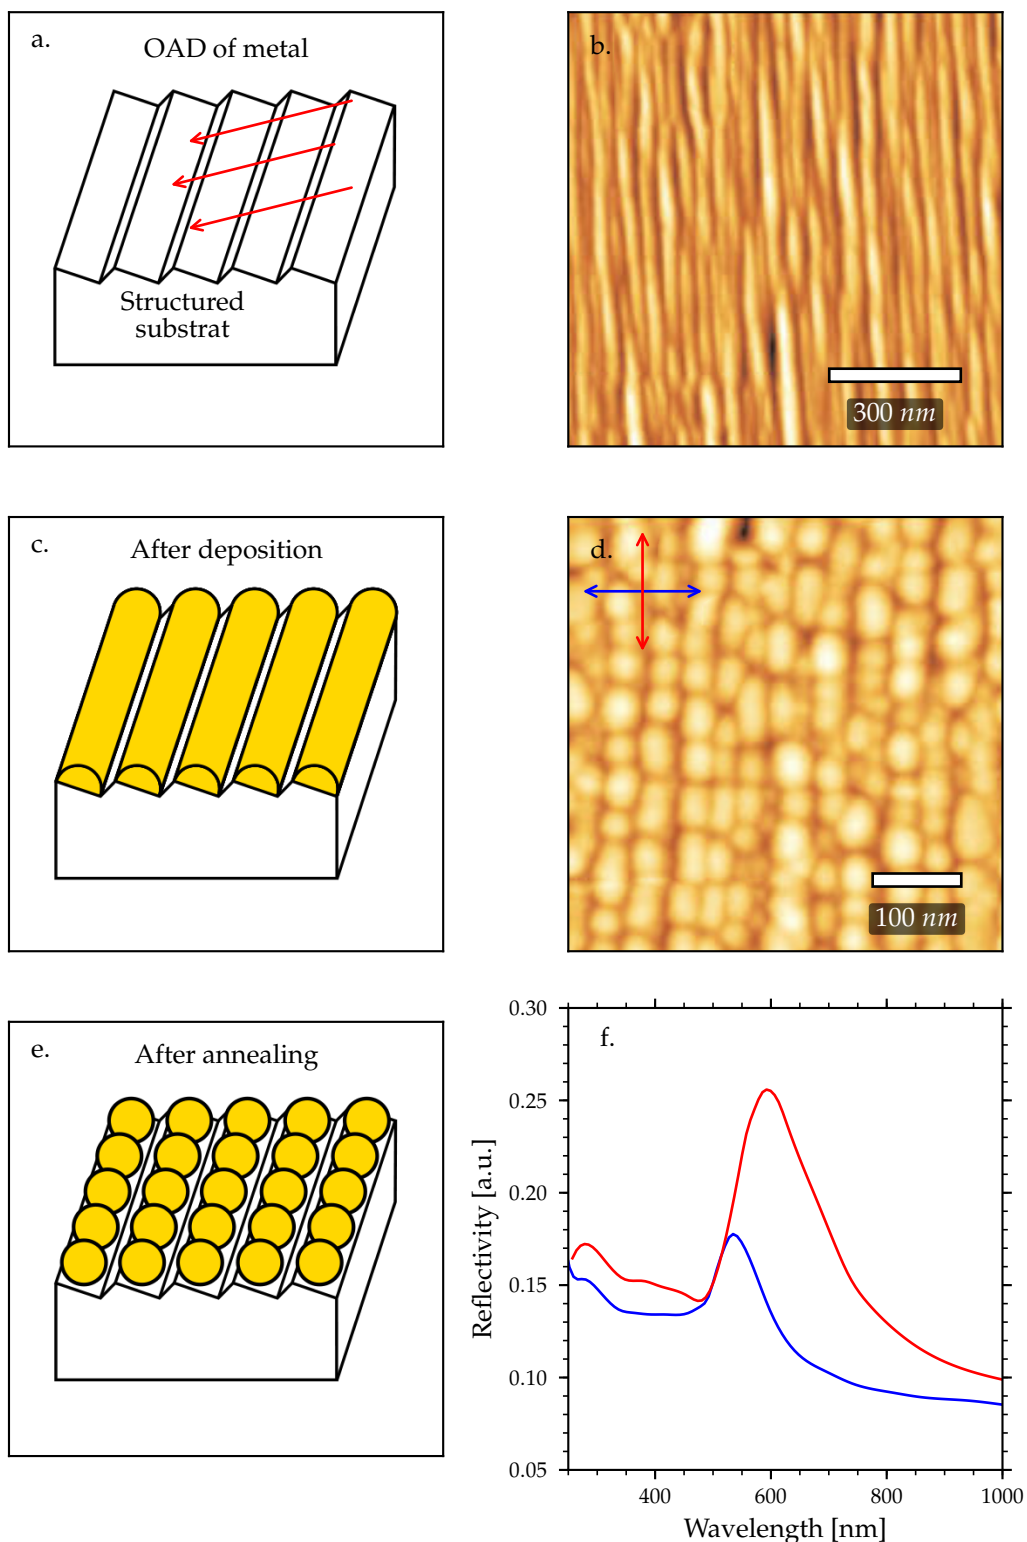 a.
OAD of metal
Structured
substrat
b.
300 nm
c.
After deposition
d.
100 nm
e.
After annealing
f.
0.30
0.25
0.20
0.15
0.10
0.05
Reflectivity [a.u.]
400
600
800
1000
Wavelength [nm]